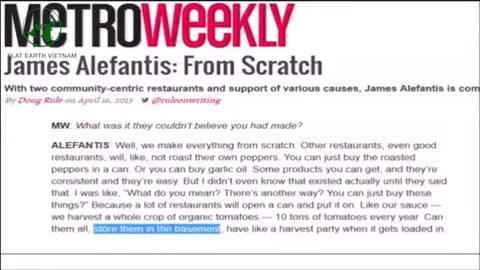 METROWEEKLY
FLAT EARTH VIETNAM
James Alefantis: From Scratch
With two community-centric restaurants and support of various causes, James Alefantis is com
By Doug Rule on April 16, 2015 @ruleonwriting
MW: What was it they couldn't believe you had made?
ALEFANTIS: Well, we make everything from scratch. Other restaurants, even good
restaurants, will, like, not roast their own peppers. You can just buy the roasted
peppers in a can. Or you can buy garlic oil. Some products you can get, and they're
consistent and they're easy. But I didn't even know that existed actually until they said
that. I was like, "What do you mean? There's another way? You can just buy these
things?" Because a lot of restaurants will open a can and put it on. Like our sauce —
we harvest a whole crop of organic tomatoes — 10 tons of tomatoes every year. Can
them all, store them in the basement, have like a harvest party when it gets loaded in.